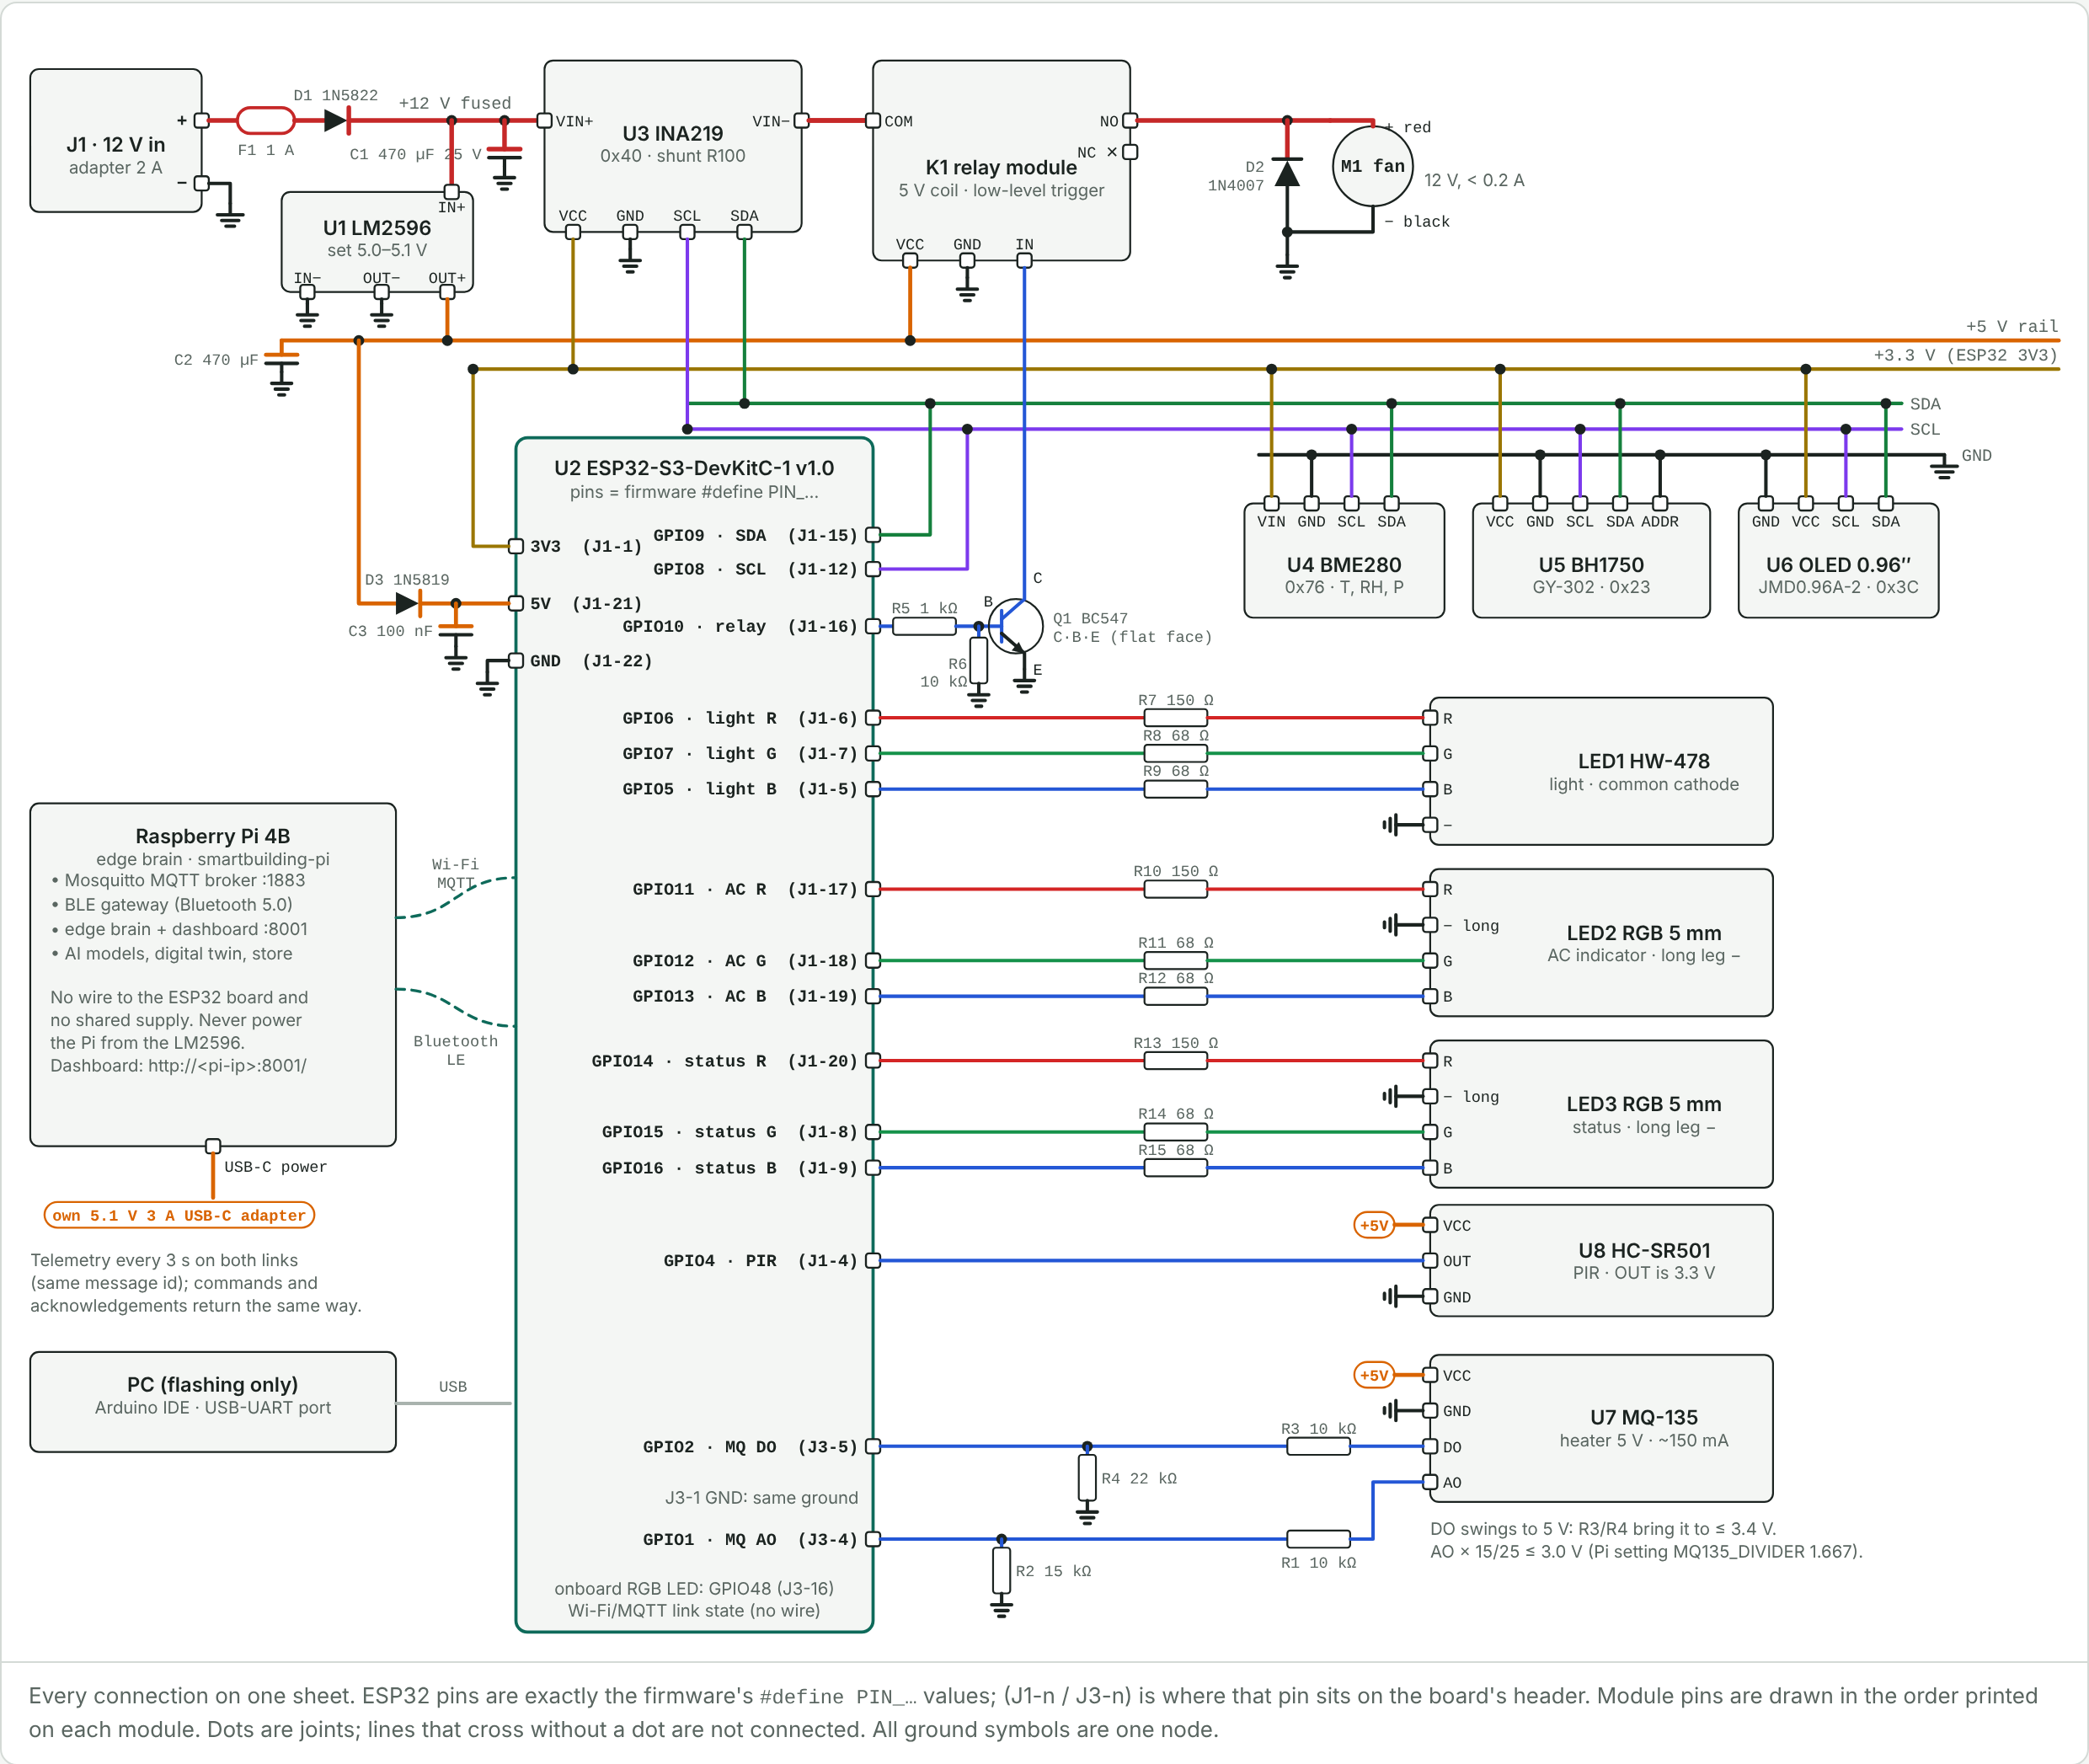 J1 · 12 V in
adapter 2 A
+
−
F1 1 A
D1 1N5822
+12 V fused
C1 470 µF 25 V
U1 LM2596
set 5.0–5.1 V
IN+
IN−
OUT−
OUT+
C2 470 µF
U3 INA219
0x40 · shunt R100
VIN+
VIN−
VCC
GND
SCL
SDA
K1 relay module
5 V coil · low-level trigger
COM
NO
NC ×
VCC
GND
IN
D2
1N4007
M1 fan
+ red
12 V, < 0.2 A
− black
+5 V rail
+3.3 V (ESP32 3V3)
SDA
SCL
GND
U2 ESP32-S3-DevKitC-1 v1.0
pins = firmware #define PIN_…
3V3 (J1-1)
5V (J1-21)
GND (J1-22)
D3 1N5819
C3 100 nF
GPIO9 · SDA (J1-15)
GPIO8 · SCL (J1-12)
GPIO10 · relay (J1-16)
GPIO6 · light R (J1-6)
GPIO7 · light G (J1-7)
GPIO5 · light B (J1-5)
GPIO11 · AC R (J1-17)
GPIO12 · AC G (J1-18)
GPIO13 · AC B (J1-19)
GPIO14 · status R (J1-20)
GPIO15 · status G (J1-8)
GPIO16 · status B (J1-9)
GPIO4 · PIR (J1-4)
GPIO2 · MQ DO (J3-5)
J3-1 GND: same ground
GPIO1 · MQ AO (J3-4)
onboard RGB LED: GPIO48 (J3-16)
Wi-Fi/MQTT link state (no wire)
R5 1 kΩ
R6
10 kΩ
B
C
E
Q1 BC547
C·B·E (flat face)
VIN GND SCL SDA
U4 BME280
0x76 · T, RH, P
VCC GND SCL SDA ADDR
U5 BH1750
GY-302 · 0x23
GND VCC SCL SDA
U6 OLED 0.96″
JMD0.96A-2 · 0x3C
R7 150 Ω
R8 68 Ω
R9 68 Ω
R
G
B
−
LED1 HW-478
light · common cathode
R10 150 Ω
R11 68 Ω
R12 68 Ω
R
− long
G
B
LED2 RGB 5 mm
AC indicator · long leg −
R13 150 Ω
R14 68 Ω
R15 68 Ω
R
− long
G
B
LED3 RGB 5 mm
status · long leg −
+5V
VCC
OUT
GND
U8 HC-SR501
PIR · OUT is 3.3 V
+5V
VCC
GND
DO
AO
U7 MQ-135
heater 5 V · ~150 mA
R3 10 kΩ
R4 22 kΩ
R1 10 kΩ
R2 15 kΩ
DO swings to 5 V: R3/R4 bring it to ≤ 3.4 V.
AO × 15/25 ≤ 3.0 V (Pi setting MQ135_DIVIDER 1.667).
Raspberry Pi 4B
edge brain · smartbuilding-pi
• Mosquitto MQTT broker :1883
• BLE gateway (Bluetooth 5.0)
• edge brain + dashboard :8001
• AI models, digital twin, store
No wire to the ESP32 board and
no shared supply. Never power
the Pi from the LM2596.
Dashboard: http://<pi-ip>:8001/
Wi-Fi
MQTT
Bluetooth
LE
USB-C power
own 5.1 V 3 A USB-C adapter
Telemetry every 3 s on both links
(same message id); commands and
acknowledgements return the same way.
PC (flashing only)
Arduino IDE · USB-UART port
USB
Every connection on one sheet. ESP32 pins are exactly the firmware's #define PIN_… values; (J1-n / J3-n) is where that pin sits on the board's header. Module pins are drawn in the order printed
on each module. Dots are joints; lines that cross without a dot are not connected. All ground symbols are one node.